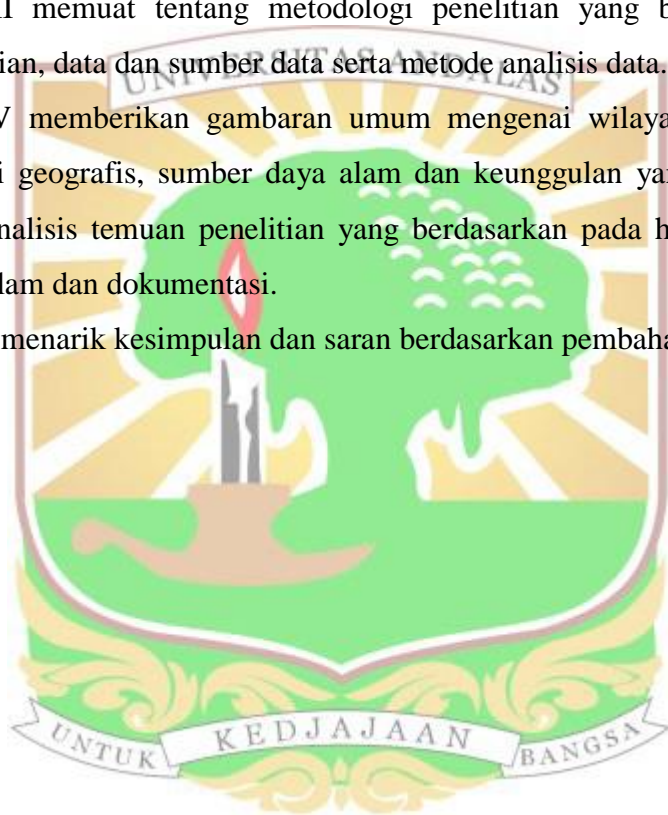 I memuat tentang metodologi penelitian yang b
ian, data dan sumber data serta metode analisis data.
UNIVERSITAS ANDALAS
V memberikan gambaran umum mengenai wilaya
i geografis, sumber daya alam dan keunggulan yan
nalisis temuan penelitian yang berdasarkan pada h
lam dan dokumentasi.
menarik kesimpulan dan saran berdasarkan pembaha
UNTUK KEDJAJAAN BANGSA